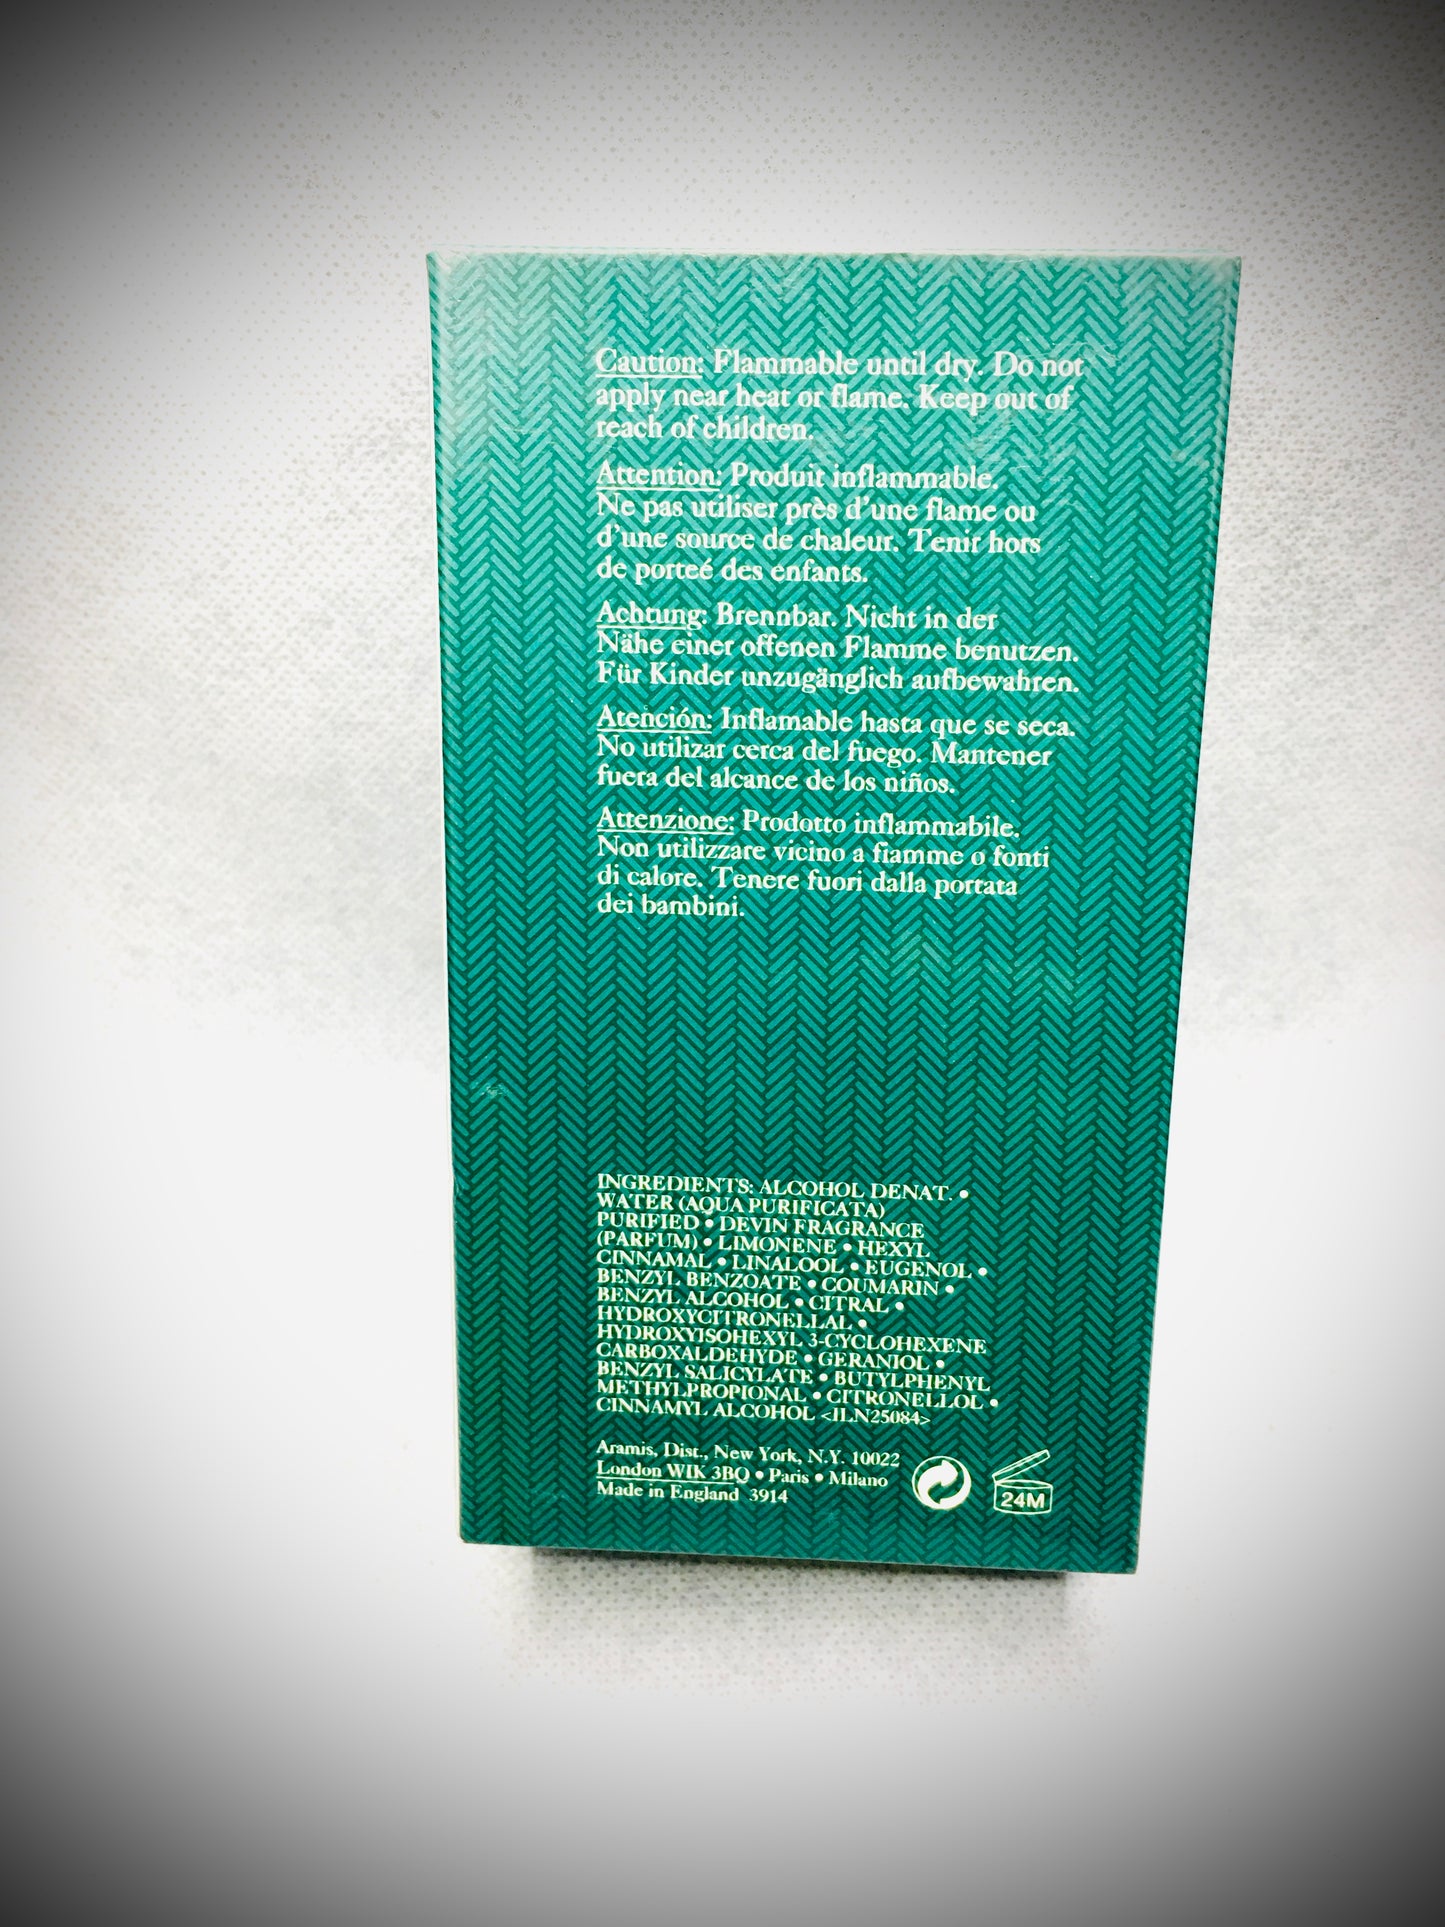 Caution: Flammable until dry. Do not
apply near heat or flame. Keep out of
reach of children.
Attention: Produit inflammable.
Ne pas utiliser près d'une flame ou
d'une source de chaleur. Tenir hors
de porteé des enfants.
Achtung: Brennbar. Nicht in der
Nähe einer offenen Flamme benutzen.
Für Kinder unzugänglich aufbewahren.
Atención: Inflamable hasta que se seca.
No utilizar cerca del fuego. Mantener
fuera del alcance de los niños.
Attenzione: Prodotto inflammabile.
Non utilizzare vicino a fiamme o fonti
di calore. Tenere fuori dalla portata
dei bambini.
INGREDIENTS: ALCOHOL DENAT. •
WATER (AQUA PURIFICATA)
PURIFIED • DEVIN FRAGRANCE
(PARFUM) • LIMONENE • HEXYL
CINNAMAL • LINALOOL • EUGENOL •
BENZYL BENZOATE • COUMARIN •
BENZYL ALCOHOL • CITRAL •
HYDROXYCITRONELLAL •
HYDROXYISOHEXYL 3-CYCLOHEXENE
CARBOXALDEHYDE • GERANIOL •
BENZYL SALICYLATE • BUTYLPHENYL
METHYLPROPIONAL • CITRONELLOL •
CINNAMYL ALCOHOL <ILN25084>
Aramis, Dist., New York, N.Y. 10022
London W1K 3BQ • Paris • Milano
Made in England 3914
24M